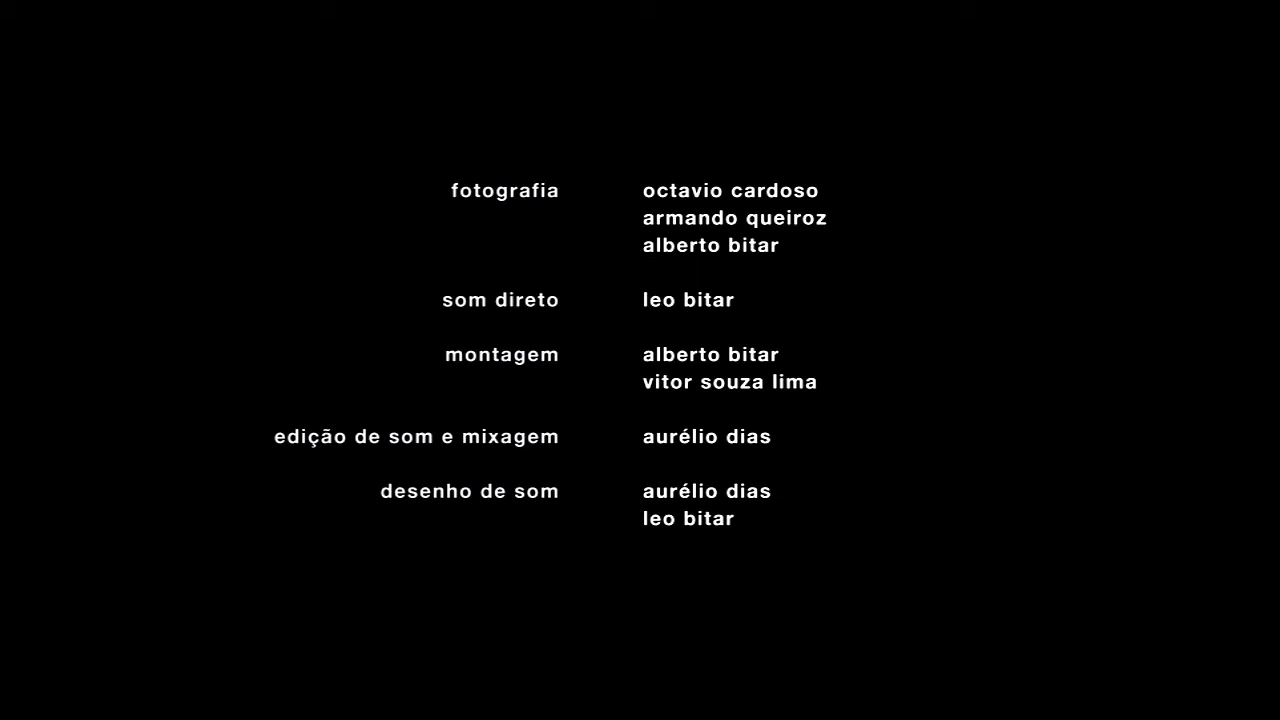 fotografia octavio cardoso
armando queiroz
alberto bitar
som direto leo bitar
montagem alberto bitar
vitor souza lima
edição de som e mixagem aurélio dias
desenho de som aurélio dias
leo bitar